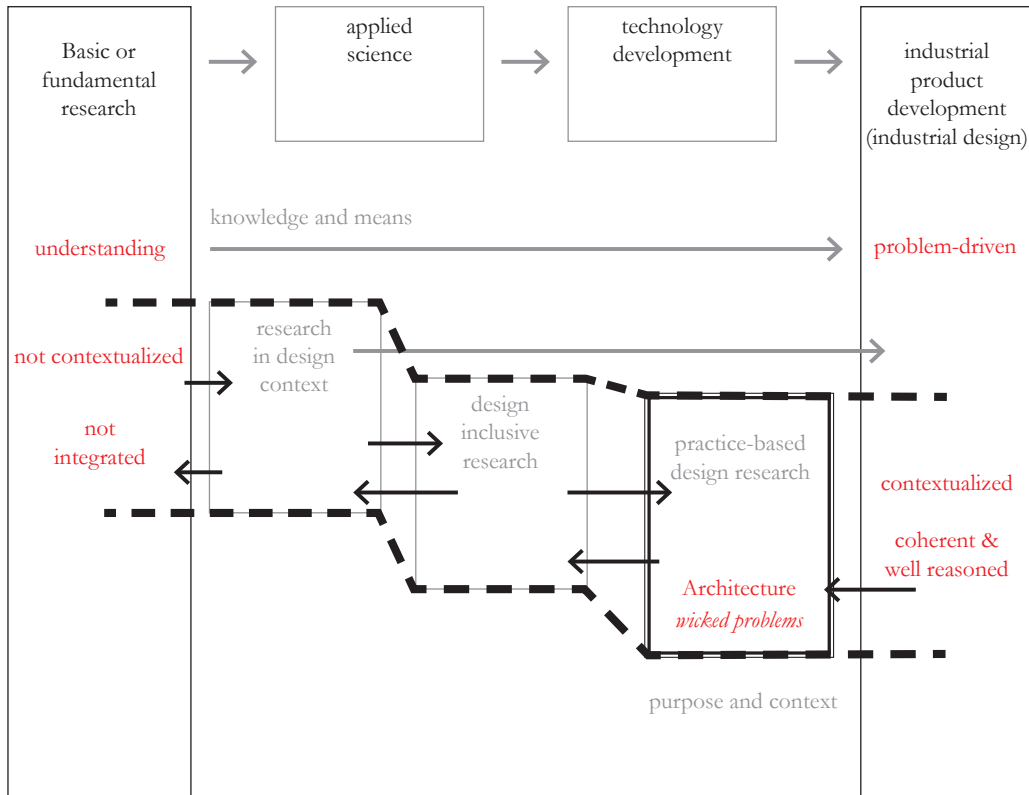 Basic or
fundamental
research
applied
science
technology
development
industrial
product
development
(industrial design)
knowledge and means
understanding
problem-driven
not contextualized
research
in design
context
not
integrated
design
inclusive
research
practice-based
design research
contextualized
coherent &
well reasoned
Architecture
wicked problems
purpose and context